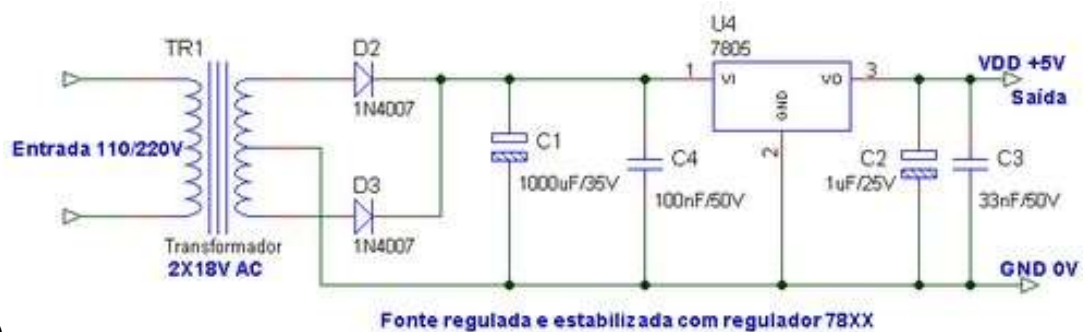 U4
TR1
D2
7805
1
3
VDD +5V
VI
VO
Saída
1N4007
GND
Entrada 110/220V
2
C1
C4
C2
C3
D3
1000uF/35V
1uF/25V
100nF/50V
33nF/50V
Transformador
1N4007
2X18V AC
GND 0V
Fonte regulada e estabilizada com regulador 78XX